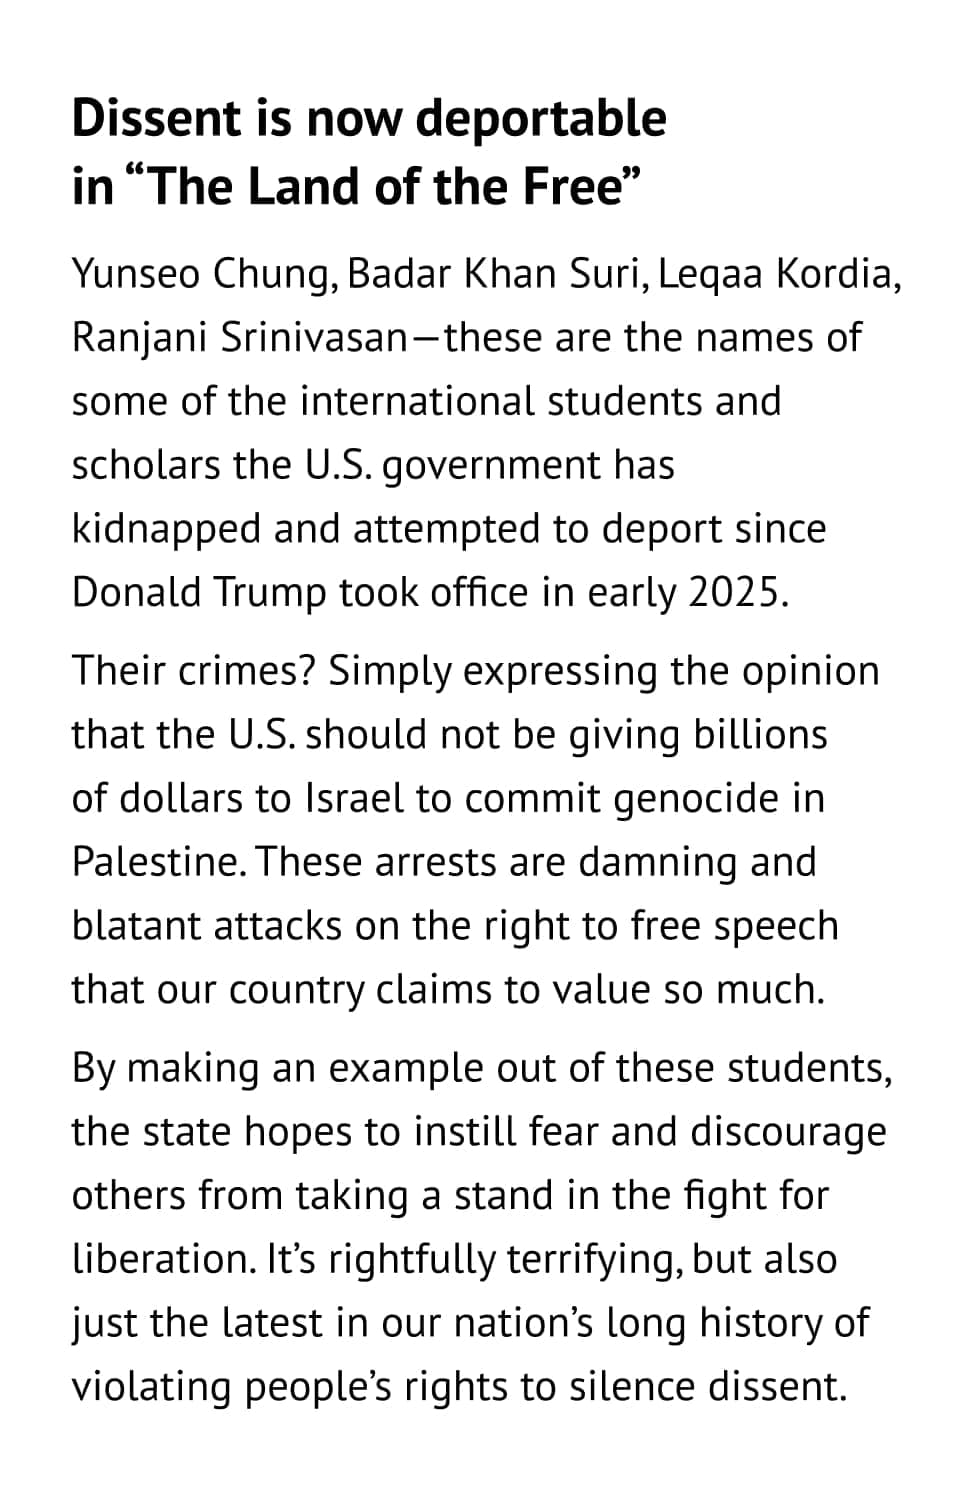 Dissent is now deportable
in “The Land of the Free”
Yunseo Chung, Badar Khan Suri, Leqaa Kordia,
Ranjani Srinivasan—these are the names of
some of the international students and
scholars the U.S. government has
kidnapped and attempted to deport since
Donald Trump took office in early 2025.
Their crimes? Simply expressing the opinion
that the U.S. should not be giving billions
of dollars to Israel to commit genocide in
Palestine. These arrests are damning and
blatant attacks on the right to free speech
that our country claims to value so much.
By making an example out of these students,
the state hopes to instill fear and discourage
others from taking a stand in the fight for
liberation. It’s rightfully terrifying, but also
just the latest in our nation’s long history of
violating people’s rights to silence dissent.